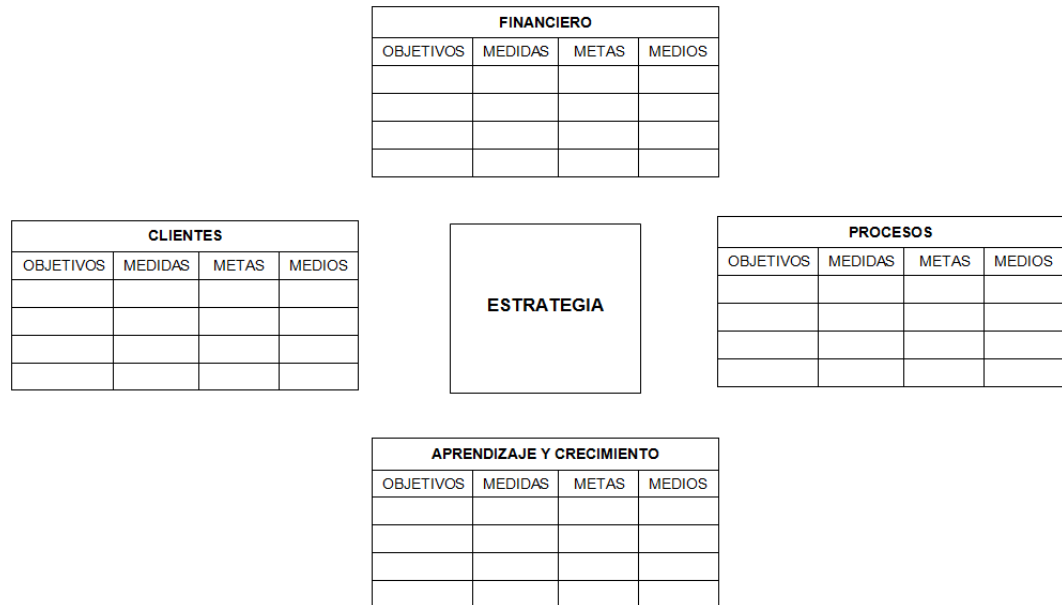 FINANCIERO
OBJETIVOS MEDIDAS METAS MEDIOS
CLIENTES
OBJETIVOS MEDIDAS METAS MEDIOS
ESTRATEGIA
PROCESOS
OBJETIVOS MEDIDAS METAS MEDIOS
APRENDIZAJE Y CRECIMIENTO
OBJETIVOS MEDIDAS METAS MEDIOS